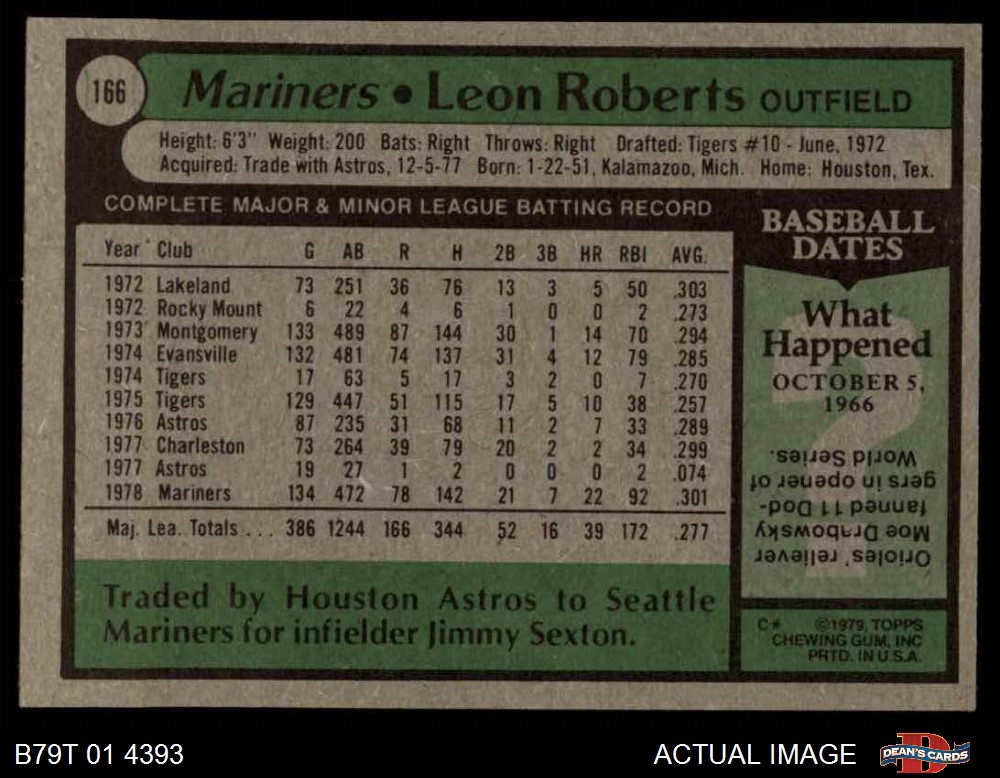 166
Mariners • Leon Roberts OUTFIELD
Height: 6'3" Weight: 200 Bats: Right Throws: Right Drafted: Tigers #10 - June, 1972
Acquired: Trade with Astros, 12-5-77 Born: 1-22-51, Kalamazoo, Mich. Home: Houston, Tex.
COMPLETE MAJOR & MINOR LEAGUE BATTING RECORD
Year Club G AB R H 2B 3B HR RBI AVG.
1972 Lakeland 73 251 36 76 13 3 5 50 .303
1972 Rocky Mount 6 22 4 6 1 0 0 2 .273
1973 Montgomery 133 489 87 144 30 1 14 70 .294
1974 Evansville 132 481 74 137 31 4 12 79 .285
1974 Tigers 17 63 5 17 3 2 0 7 .270
1975 Tigers 129 447 51 115 17 5 10 38 .257
1976 Astros 87 235 31 68 11 2 7 33 .289
1977 Charleston 73 264 39 79 20 2 2 34 .299
1977 Astros 19 27 1 2 0 0 0 2 .074
1978 Mariners 134 472 78 142 21 7 22 92 .301
Maj. Lea. Totals ... 386 1244 166 344 52 16 39 172 .277
Traded by Houston Astros to Seattle
Mariners for infielder Jimmy Sexton.
BASEBALL
DATES
What
Happened
OCTOBER 5,
1966
Orioles' reliever
Moe Drabowsky
fanned 11 Dod-
gers in opener of
World Series.
C* ©1979, TOPPS
CHEWING GUM, INC
PRTD. IN U.S.A.
B79T 01 4393
ACTUAL IMAGE
D
DEAN'S CARDS